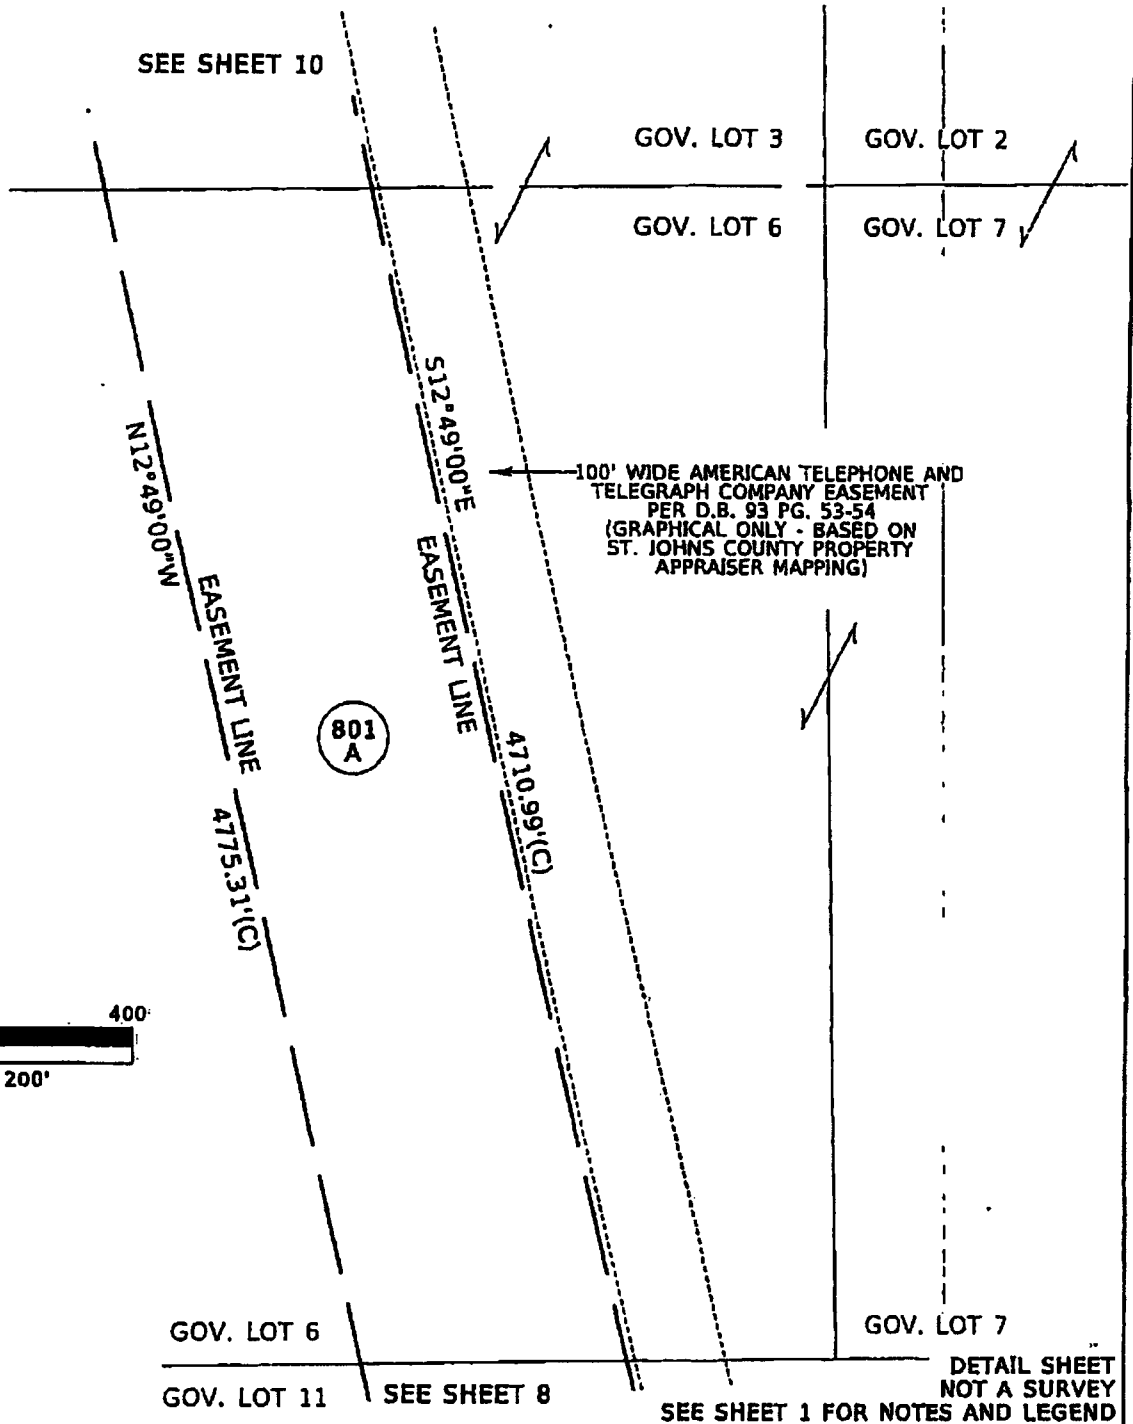 SEE SHEET 10
GOV. LOT 3
GOV. LOT 2
GOV. LOT 6
GOV. LOT 7
S12°49'00"E
N12°49'00"W
100' WIDE AMERICAN TELEPHONE AND
TELEGRAPH COMPANY EASEMENT
PER D.B. 93 PG. 53-54
(GRAPHICAL ONLY - BASED ON
ST. JOHNS COUNTY PROPERTY
APPRAISER MAPPING)
EASEMENT LINE
EASEMENT LINE
801
A
4710.99'(C)
4775.31'(C)
400'
200'
GOV. LOT 6
GOV. LOT 7
GOV. LOT 11
SEE SHEET 8
DETAIL SHEET
NOT A SURVEY
SEE SHEET 1 FOR NOTES AND LEGEND